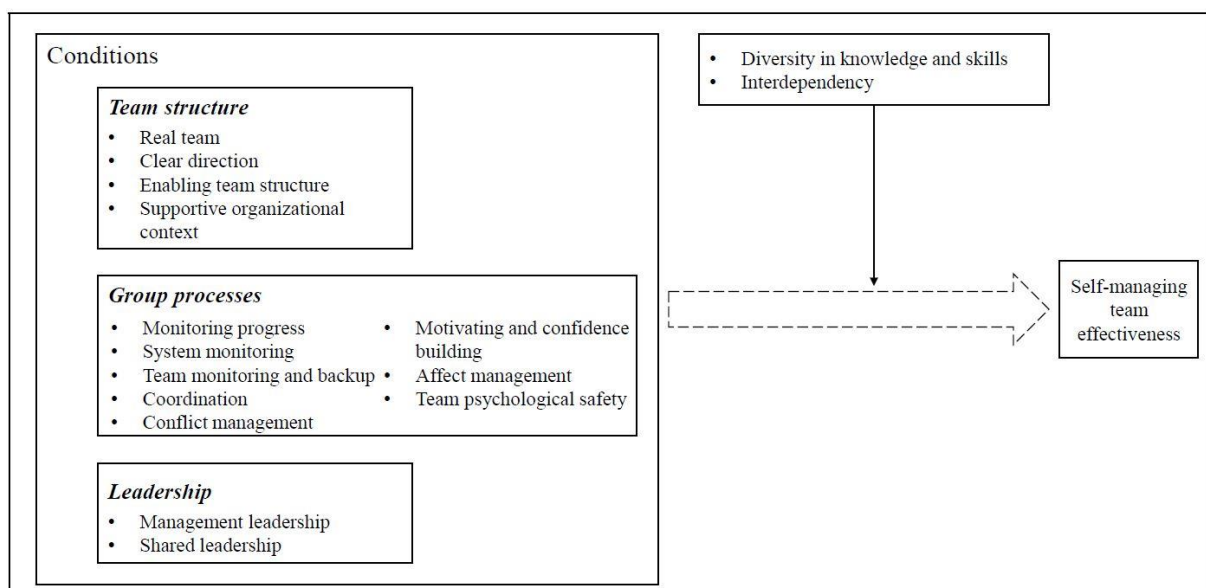 Conditions
Team structure
• Real team
• Clear direction
• Enabling team structure
• Supportive organizational
context
Group processes
• Monitoring progress
• System monitoring
• Team monitoring and backup
• Coordination
• Conflict management
• Motivating and confidence
building
• Affect management
• Team psychological safety
Leadership
• Management leadership
• Shared leadership
• Diversity in knowledge and skills
• Interdependency
Self-managing
team
effectiveness